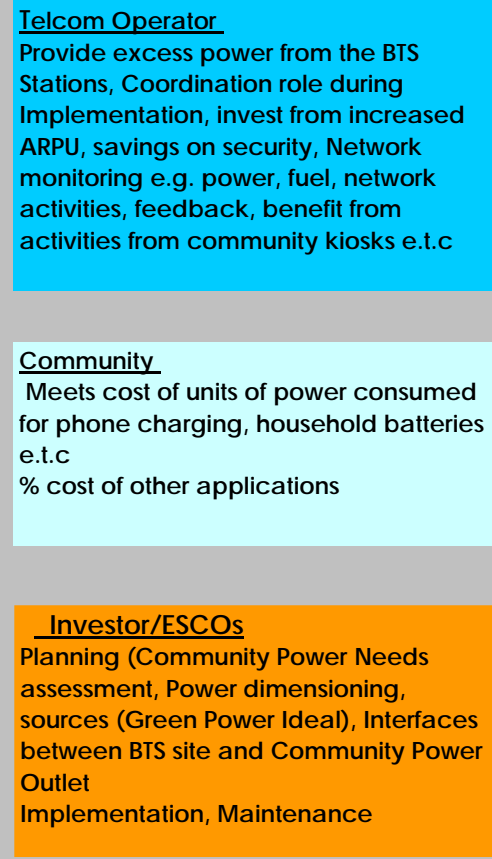 Telcom Operator
Provide excess power from the BTS
Stations, Coordination role during
Implementation, invest from increased
ARPU, savings on security, Network
monitoring e.g. power, fuel, network
activities, feedback, benefit from
activities from community kiosks e.t.c
Community
Meets cost of units of power consumed
for phone charging, household batteries
e.t.c
% cost of other applications
Investor/ESCOs
Planning (Community Power Needs
assessment, Power dimensioning,
sources (Green Power Ideal), Interfaces
between BTS site and Community Power
Outlet
Implementation, Maintenance